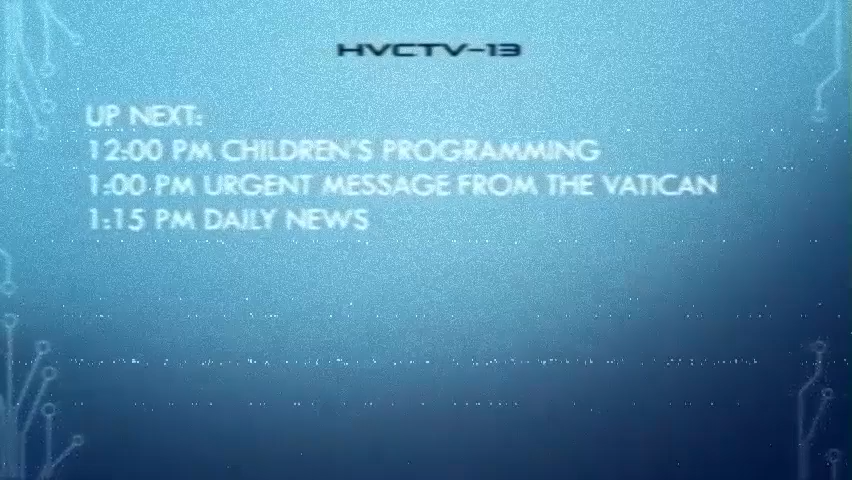 HVCTV-13
UP NEXT:
12:00 PM CHILDREN'S PROGRAMMING
1:00 PM URGENT MESSAGE FROM THE VATICAN
1:15 PM DAILY NEWS